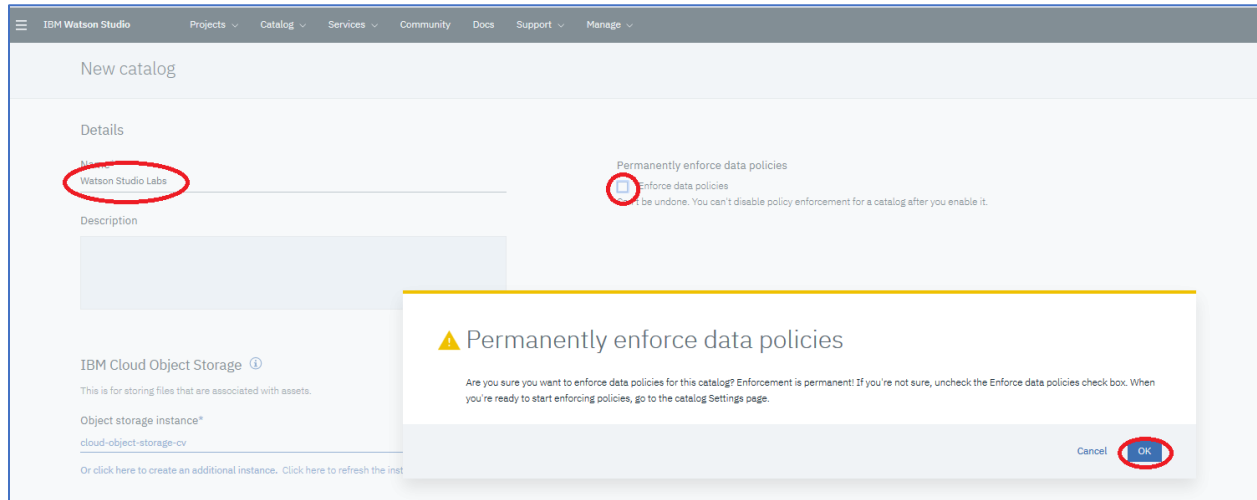 IBM Watson Studio Projects Catalog Services Community Docs Support Manage
New catalog
Details
Name*
Watson Studio Labs
Description
Permanently enforce data policies
Enforce data policies
Can't be undone. You can't disable policy enforcement for a catalog after you enable it.
IBM Cloud Object Storage
This is for storing files that are associated with assets.
Object storage instance*
cloud-object-storage-cv
Or click here to create an additional instance. Click here to refresh the
Permanently enforce data policies
Are you sure you want to enforce data policies for this catalog? Enforcement is permanent! If you're not sure, uncheck the Enforce data policies check box. When
you're ready to start enforcing policies, go to the catalog Settings page.
Cancel OK